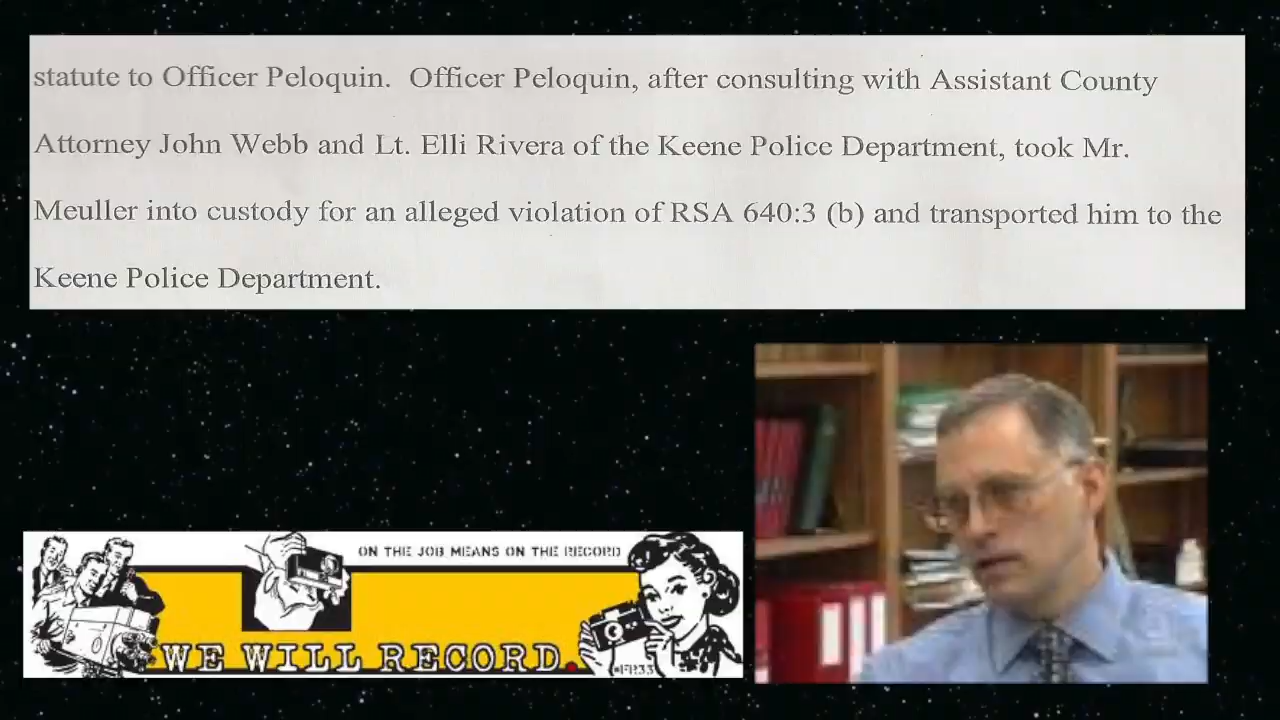 statute to Officer Peloquin. Officer Peloquin, after consulting with Assistant County
Attorney John Webb and Lt. Elli Rivera of the Keene Police Department, took Mr.
Meuller into custody for an alleged violation of RSA 640:3 (b) and transported him to the
Keene Police Department.
ON THE JOB MEANS ON THE RECORD
WE WILL RECORD.